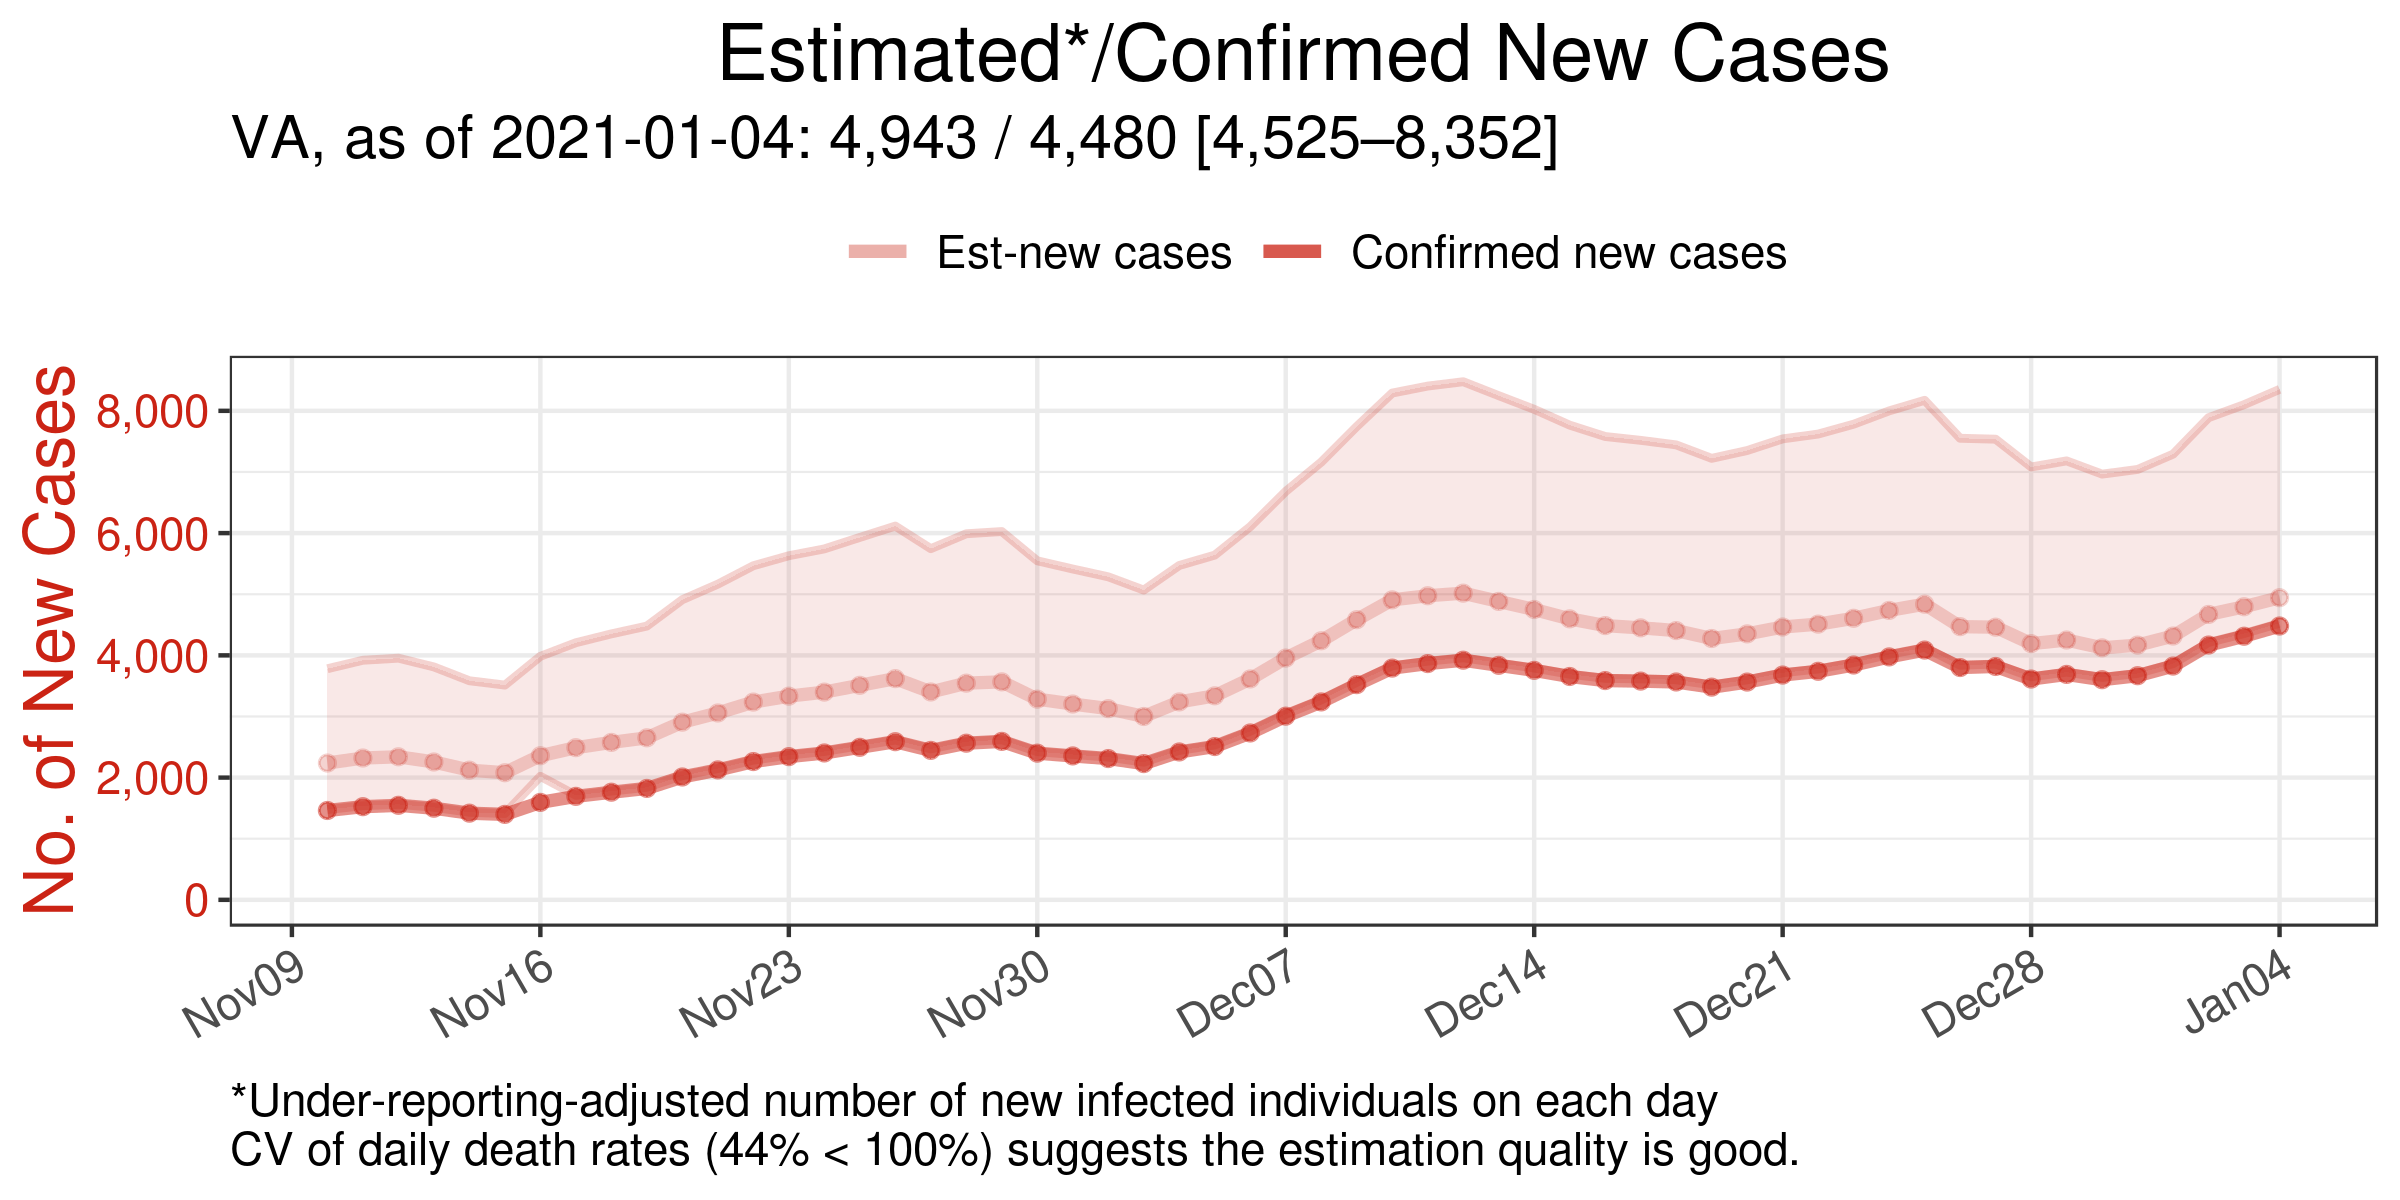 Estimated*/Confirmed New Cases
VA, as of 2021-01-04: 4,943 / 4,480 [4,525–8,352]
Est-new cases
Confirmed new cases
No. of New Cases
8,000
6,000
4,000
2,000
0
Nov09
Nov16
Nov23
Nov30
Dec07
Dec14
Dec21
Dec28
Jan04
*Under-reporting-adjusted number of new infected individuals on each day
CV of daily death rates (44% < 100%) suggests the estimation quality is good.